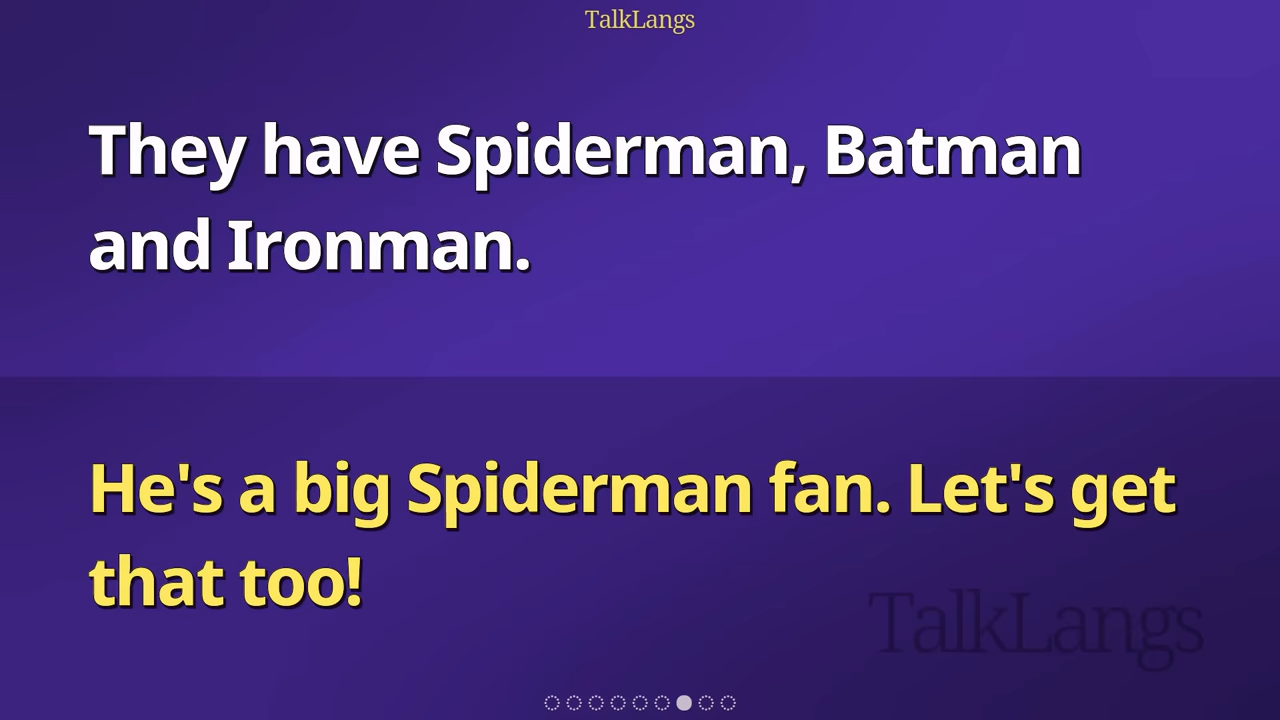 TalkLangs
They have Spiderman, Batman
and Ironman.
He's a big Spiderman fan. Let's get
that too!
TalkLangs